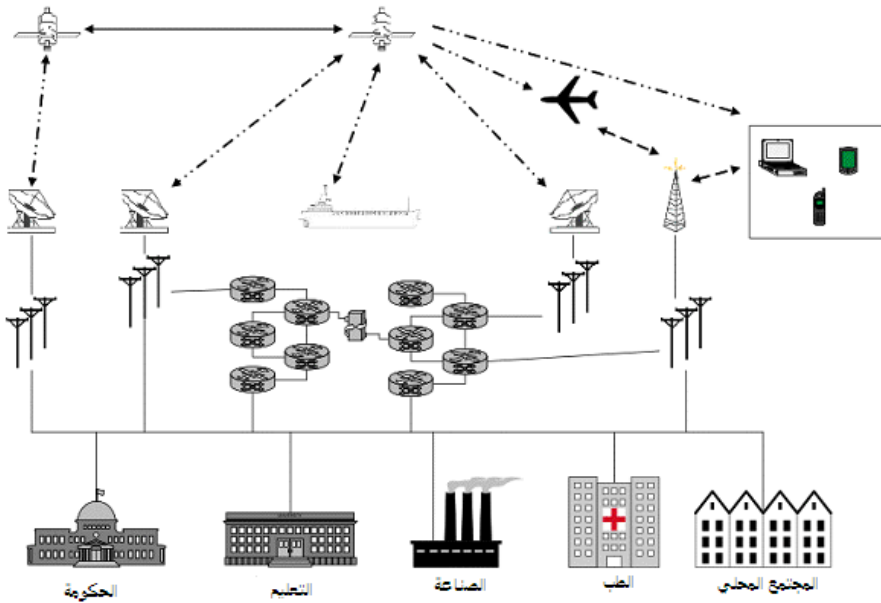 الحكومة
التعليم
الصناعة
الطب
المجتمع المحلي